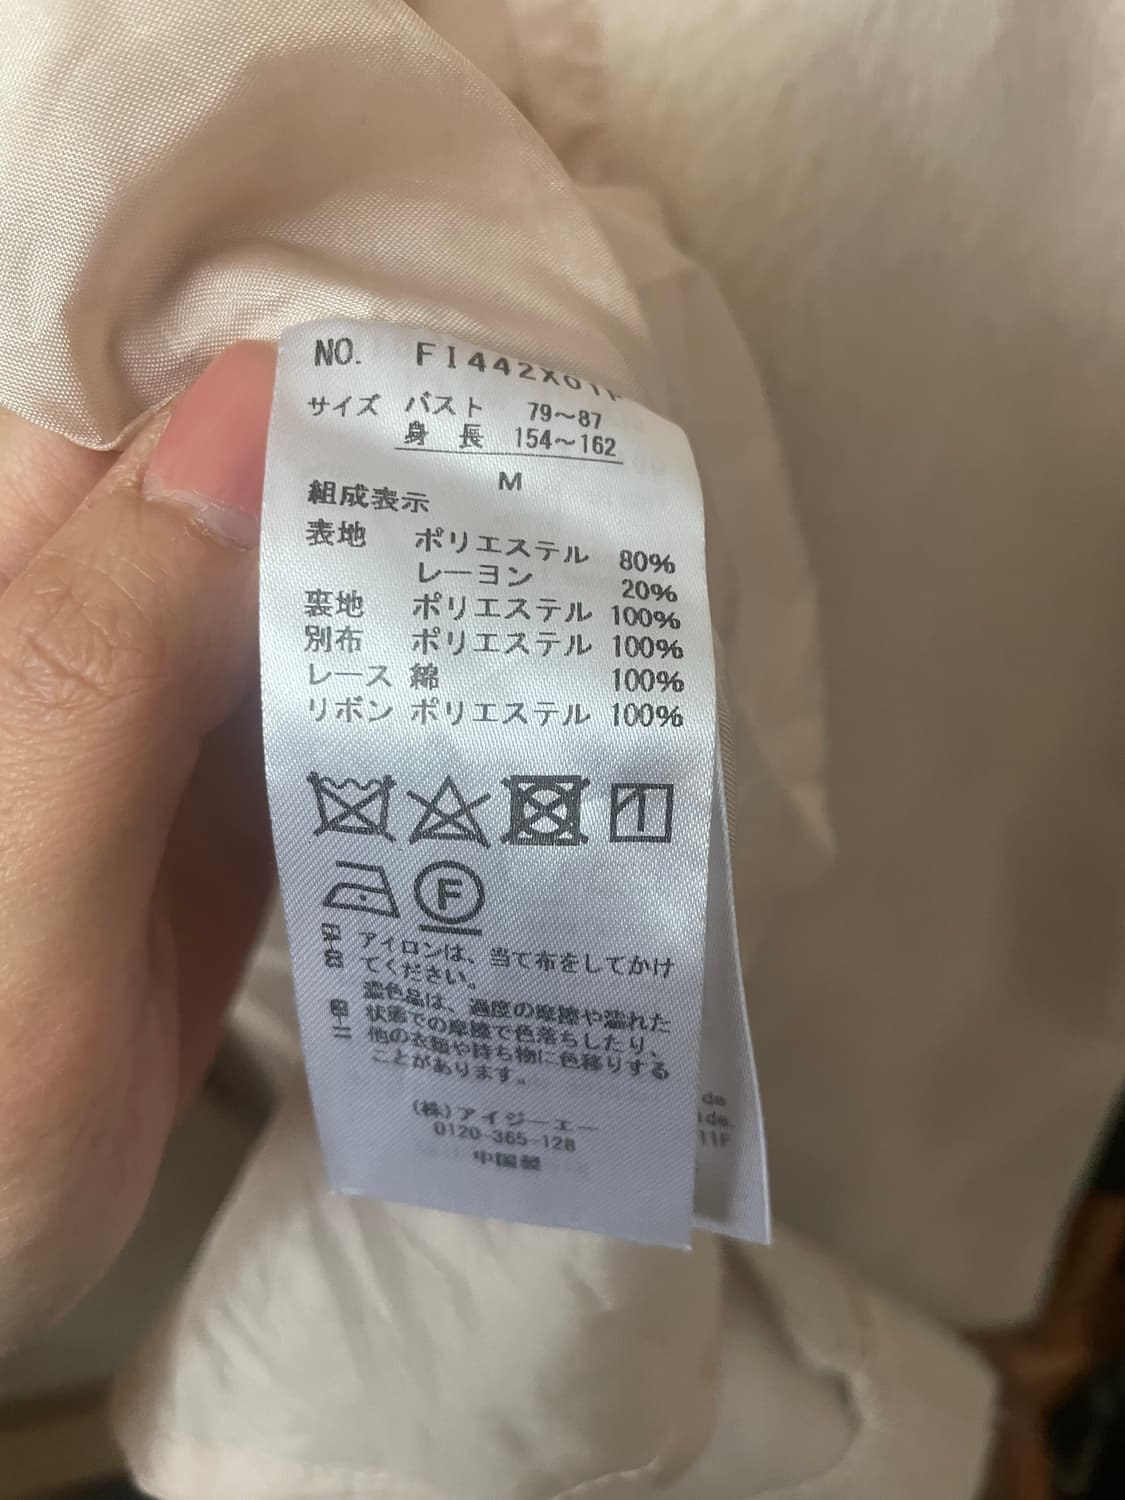 NO. FI442X01F
サイズ バスト 79～87
身長 154～162
M
組成表示
表地 ポリエステル 80%
レーヨン 20%
裏地 ポリエステル 100%
別布 ポリエステル 100%
レース 綿 100%
リボン ポリエステル 100%
F
アイロンは、当て布をしてかけ
てください。
濃色品は、過度の摩擦や濡れた
状態での摩擦で色落ちしたり、
他の衣類や持ち物に色移りする
ことがあります。
(株)アイジーエー
0120-365-128
中国製
de
ide.
11F